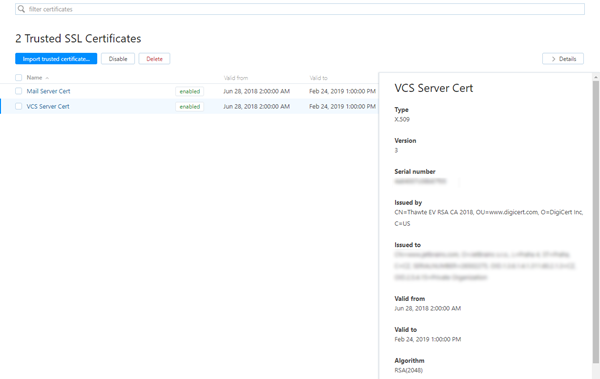 filter certificates
2 Trusted SSL Certificates
Import trusted certificate... Disable Delete Details
Name Valid from Valid to
Mail Server Cert enabled Jun 28, 2018 2:00:00 AM Feb 24, 2019 1:00:00 PM
VCS Server Cert enabled Jun 28, 2018 2:00:00 AM Feb 24, 2019 1:00:00 PM
VCS Server Cert
Type
X.509
Version
3
Serial number
Issued by
CN=Thawte EV RSA CA 2018, OU=www.digicert.com, O=DigiCert Inc,
C=US
Issued to
Valid from
Jun 28, 2018 2:00:00 AM
Valid to
Feb 24, 2019 1:00:00 PM
Algorithm
RSA(2048)